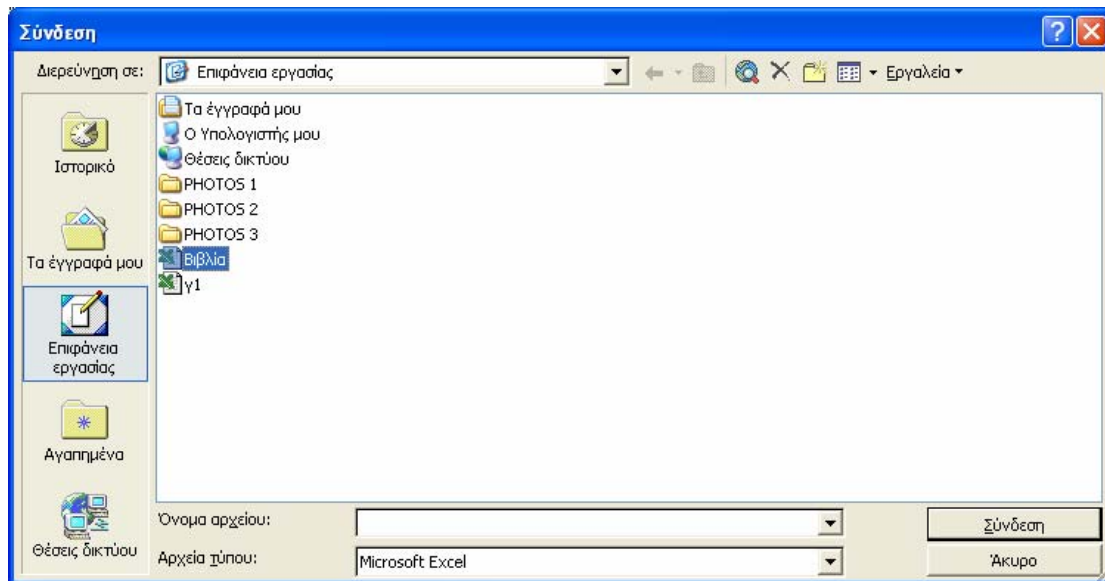 Σύνδεση
Διερεύνηση σε:
Επιφάνεια εργασίας
Εργαλεία
Ιστορικό
Τα έγγραφά μου
Επιφάνεια
εργασίας
Αγαπημένα
Θέσεις δικτύου
Τα έγγραφά μου
Ο Υπολογιστής μου
Θέσεις δικτύου
PHOTOS 1
PHOTOS 2
PHOTOS 3
Βιβλία
γ1
Όνομα αρχείου:
Σύνδεση
Αρχεία τύπου:
Microsoft Excel
Άκυρο